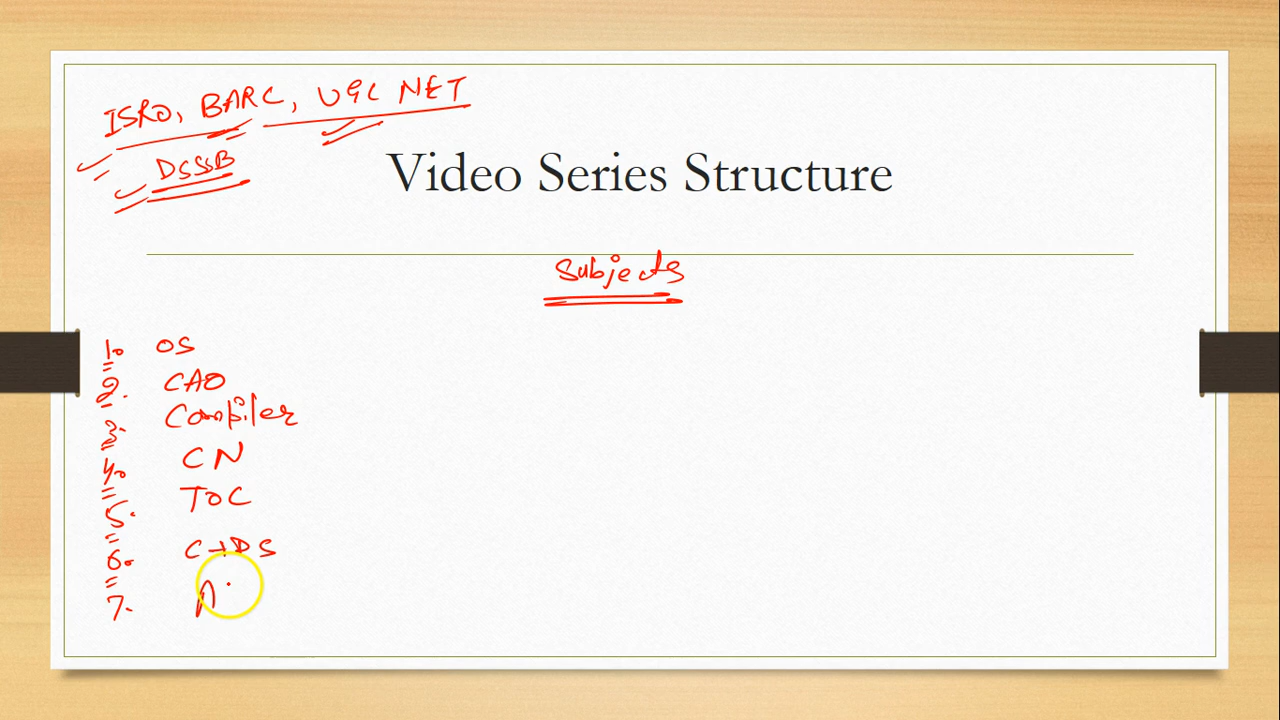 ISRO, BARC, UGC NET
DSSSB
Video Series Structure
Subjects
1. OS
2. CAO
3. Compiler
4. CN
5. TOC
6. C+DS
7. A